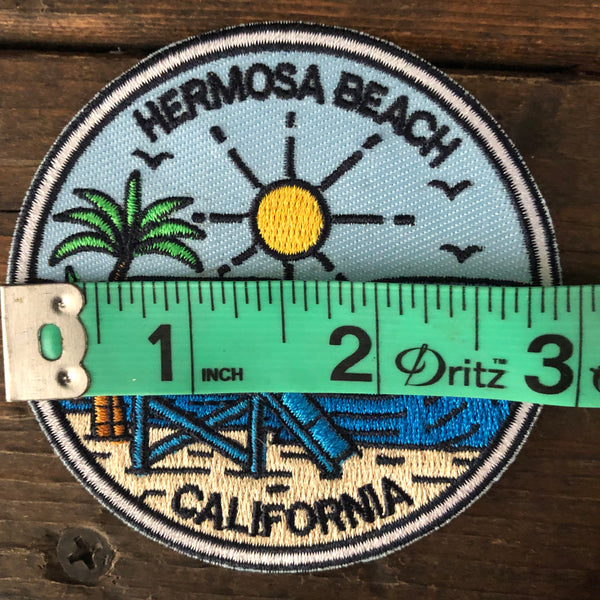 HERMOSA BEACH
1 INCH 2 Dritz™ 3
CALIFORNIA